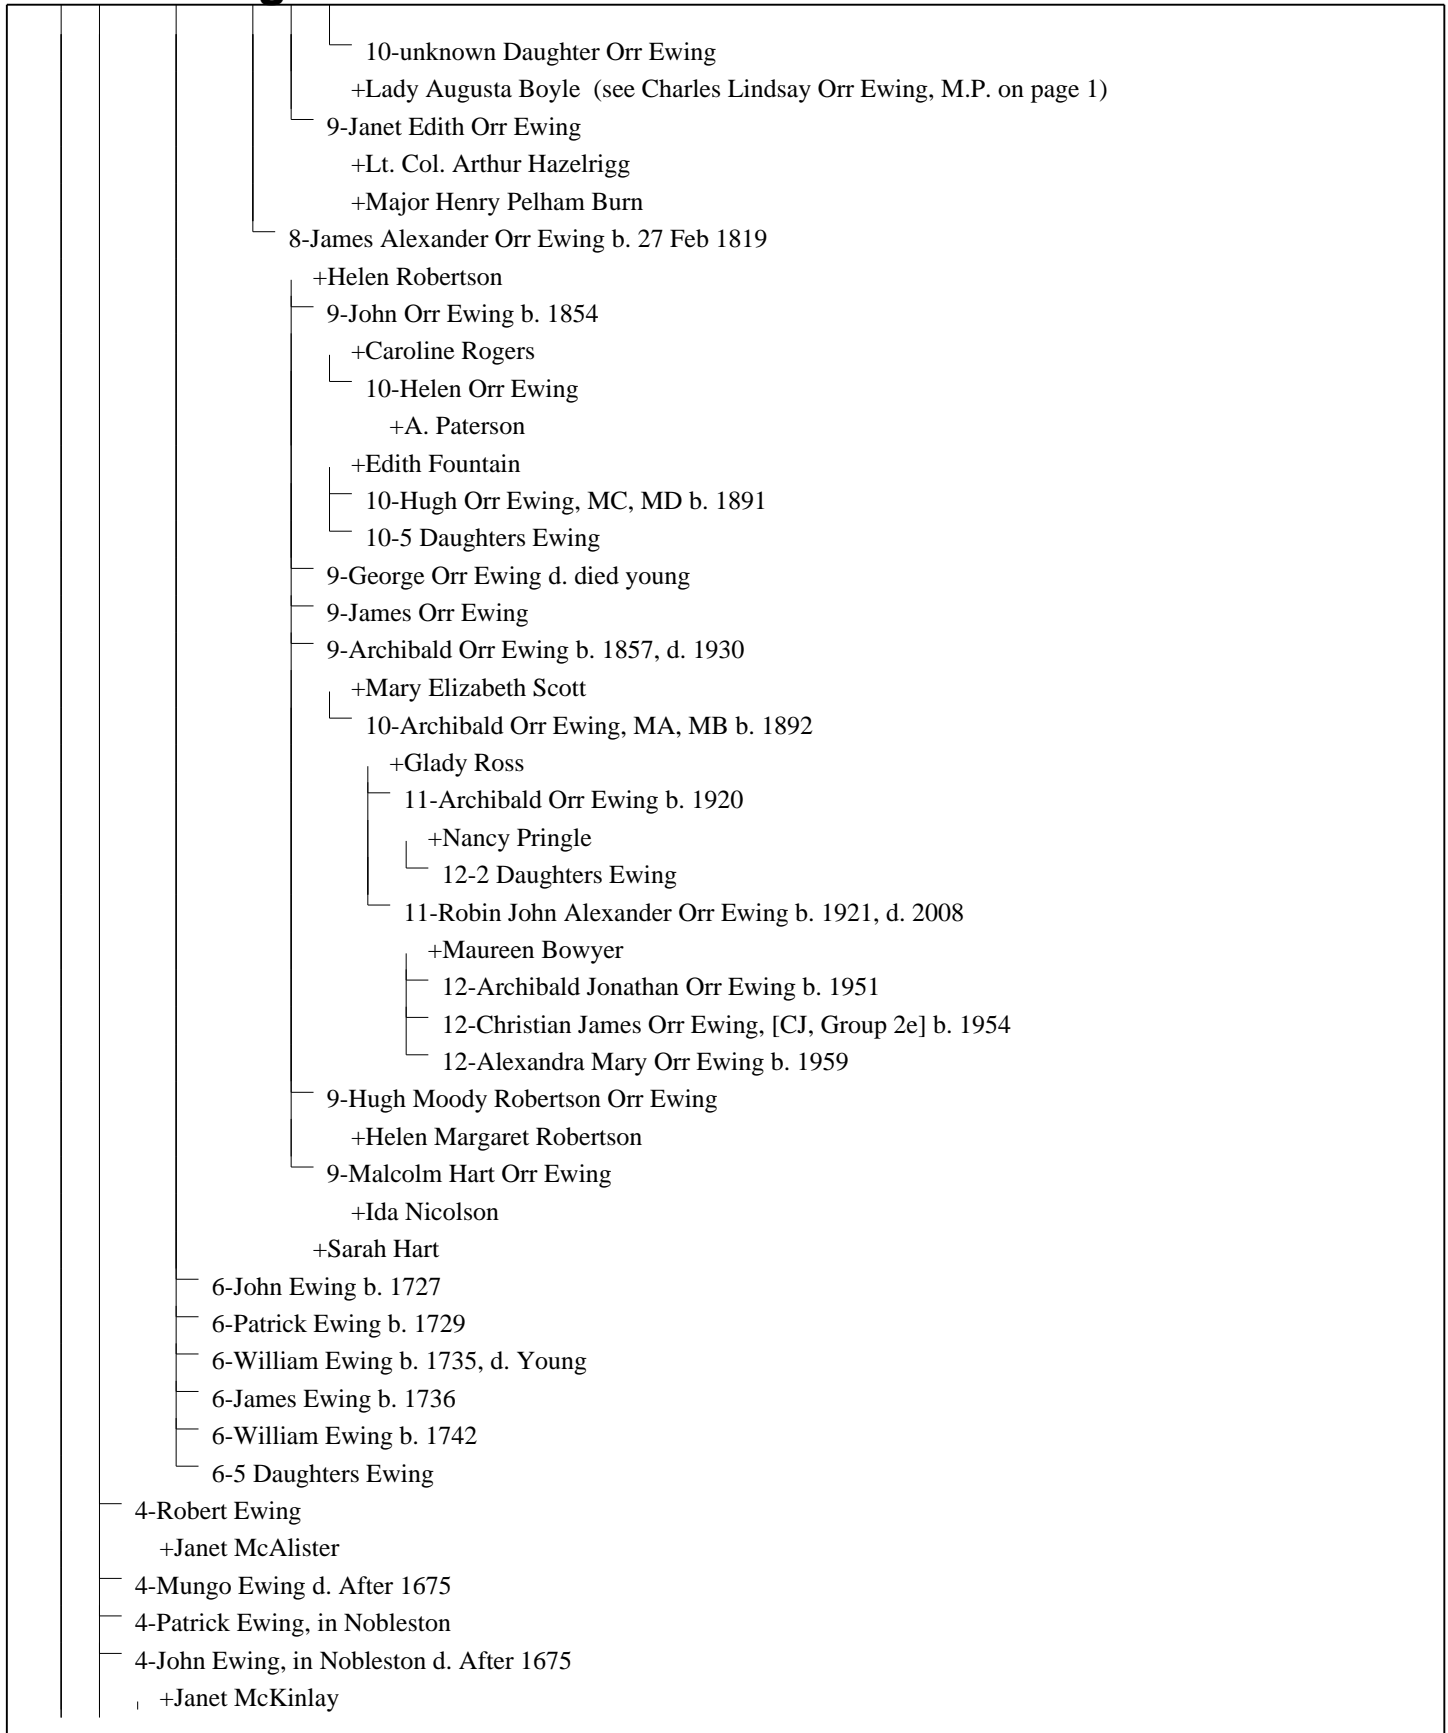 10-unknown Daughter Orr Ewing
+Lady Augusta Boyle (see Charles Lindsay Orr Ewing, M.P. on page 1)
9-Janet Edith Orr Ewing
+Lt. Col. Arthur Hazelrigg
+Major Henry Pelham Burn
8-James Alexander Orr Ewing b. 27 Feb 1819
+Helen Robertson
9-John Orr Ewing b. 1854
+Caroline Rogers
10-Helen Orr Ewing
+A. Paterson
+Edith Fountain
10-Hugh Orr Ewing, MC, MD b. 1891
10-5 Daughters Ewing
9-George Orr Ewing d. died young
9-James Orr Ewing
9-Archibald Orr Ewing b. 1857, d. 1930
+Mary Elizabeth Scott
10-Archibald Orr Ewing, MA, MB b. 1892
+Glady Ross
11-Archibald Orr Ewing b. 1920
+Nancy Pringle
12-2 Daughters Ewing
11-Robin John Alexander Orr Ewing b. 1921, d. 2008
+Maureen Bowyer
12-Archibald Jonathan Orr Ewing b. 1951
12-Christian James Orr Ewing, [CJ, Group 2e] b. 1954
12-Alexandra Mary Orr Ewing b. 1959
9-Hugh Moody Robertson Orr Ewing
+Helen Margaret Robertson
9-Malcolm Hart Orr Ewing
+Ida Nicolson
+Sarah Hart
6-John Ewing b. 1727
6-Patrick Ewing b. 1729
6-William Ewing b. 1735, d. Young
6-James Ewing b. 1736
6-William Ewing b. 1742
6-5 Daughters Ewing
4-Robert Ewing
+Janet McAlister
4-Mungo Ewing d. After 1675
4-Patrick Ewing, in Nobleston
4-John Ewing, in Nobleston d. After 1675
+Janet McKinlay